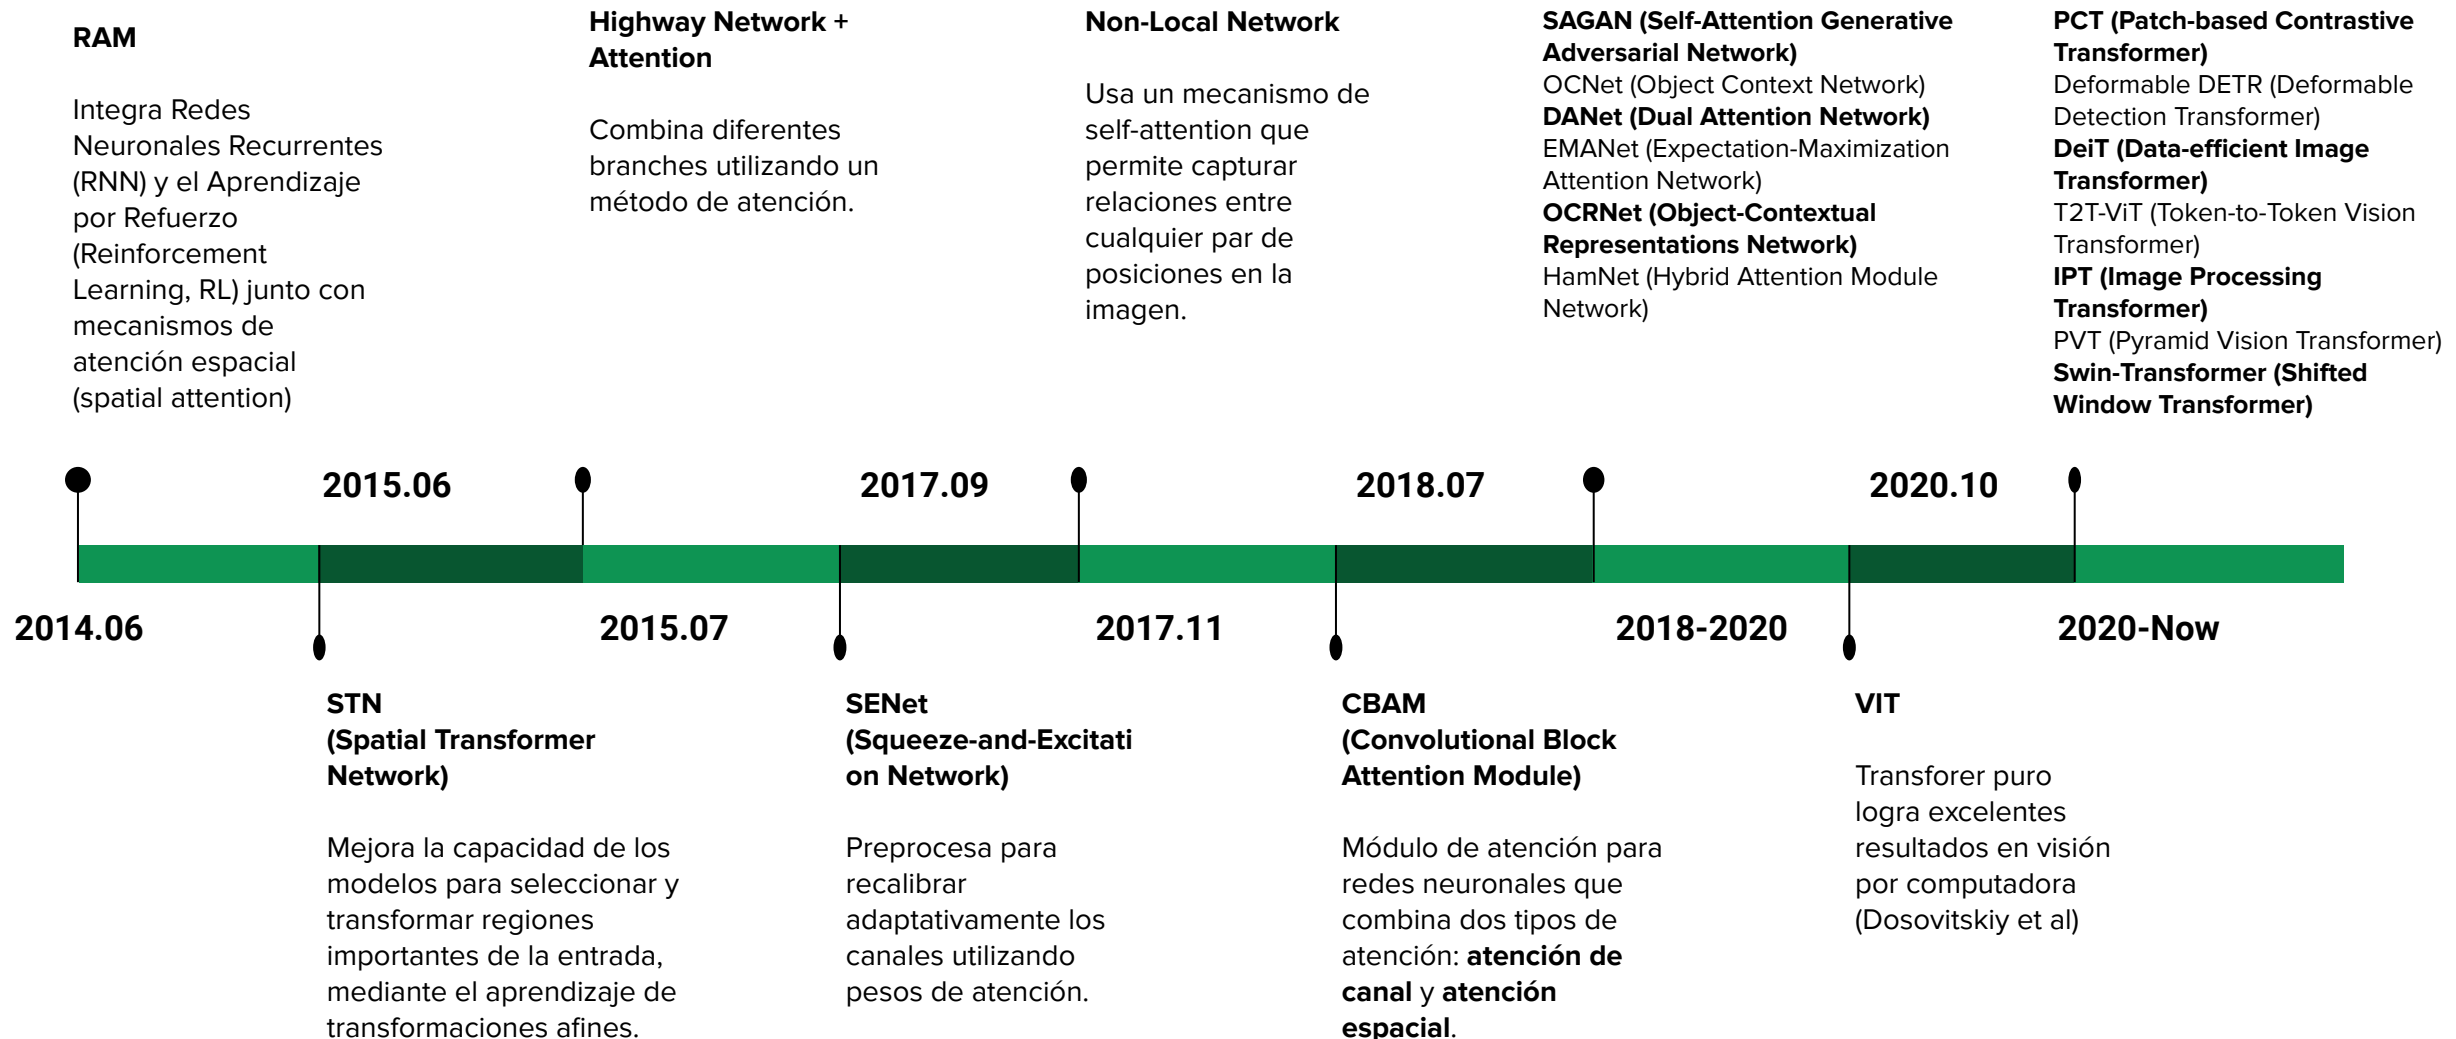 RAM
Integra Redes
Neuronales Recurrentes
(RNN) y el Aprendizaje
por Refuerzo
(Reinforcement
Learning, RL) junto con
mecanismos de
atención espacial
(spatial attention)
Highway Network +
Attention
Combina diferentes
branches utilizando un
método de atención.
Non-Local Network
Usa un mecanismo de
self-attention que
permite capturar
relaciones entre
cualquier par de
posiciones en la
imagen.
SAGAN (Self-Attention Generative
Adversarial Network)
OCNet (Object Context Network)
DANet (Dual Attention Network)
EMANet (Expectation-Maximization
Attention Network)
OCRNet (Object-Contextual
Representations Network)
HamNet (Hybrid Attention Module
Network)
PCT (Patch-based Contrastive
Transformer)
Deformable DETR (Deformable
Detection Transformer)
DeiT (Data-efficient Image
Transformer)
T2T-ViT (Token-to-Token Vision
Transformer)
IPT (Image Processing
Transformer)
PVT (Pyramid Vision Transformer)
Swin-Transformer (Shifted
Window Transformer)
2015.06
2017.09
2018.07
2020.10
2014.06
2015.07
2017.11
2018-2020
2020-Now
STN
(Spatial Transformer
Network)
Mejora la capacidad de los
modelos para seleccionar y
transformar regiones
importantes de la entrada,
mediante el aprendizaje de
transformaciones afines.
SENet
(Squeeze-and-Excitati
on Network)
Preprocesa para
recalibrar
adaptativamente los
canales utilizando
pesos de atención.
CBAM
(Convolutional Block
Attention Module)
Módulo de atención para
redes neuronales que
combina dos tipos de
atención: atención de
canal y atención
espacial.
VIT
Transforer puro
logra excelentes
resultados en visión
por computadora
(Dosovitskiy et al)